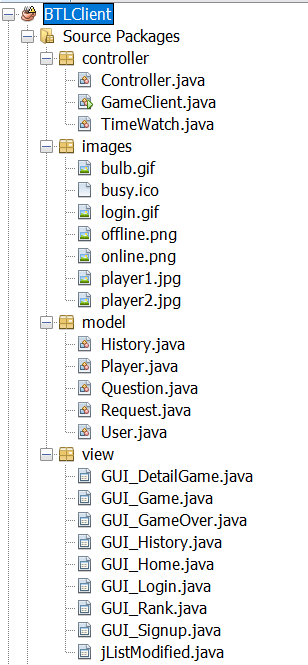 BTLClient
Source Packages
controller
Controller.java
GameClient.java
TimeWatch.java
images
bulb.gif
busy.ico
login.gif
offline.png
online.png
player1.jpg
player2.jpg
model
History.java
Player.java
Question.java
Request.java
User.java
view
GUI_DetailGame.java
GUI_Game.java
GUI_GameOver.java
GUI_History.java
GUI_Home.java
GUI_Login.java
GUI_Rank.java
GUI_Signup.java
jListModified.java